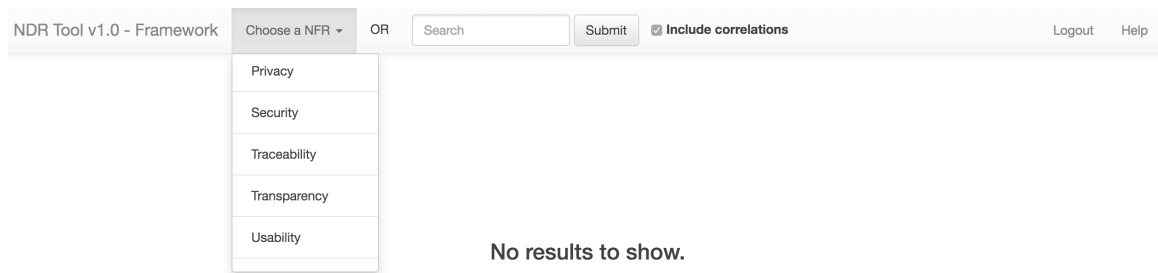 NDR Tool v1.0 - Framework Choose a NFR OR Search Submit Include correlations Logout Help
Privacy
Security
Traceability
Transparency
Usability
No results to show.